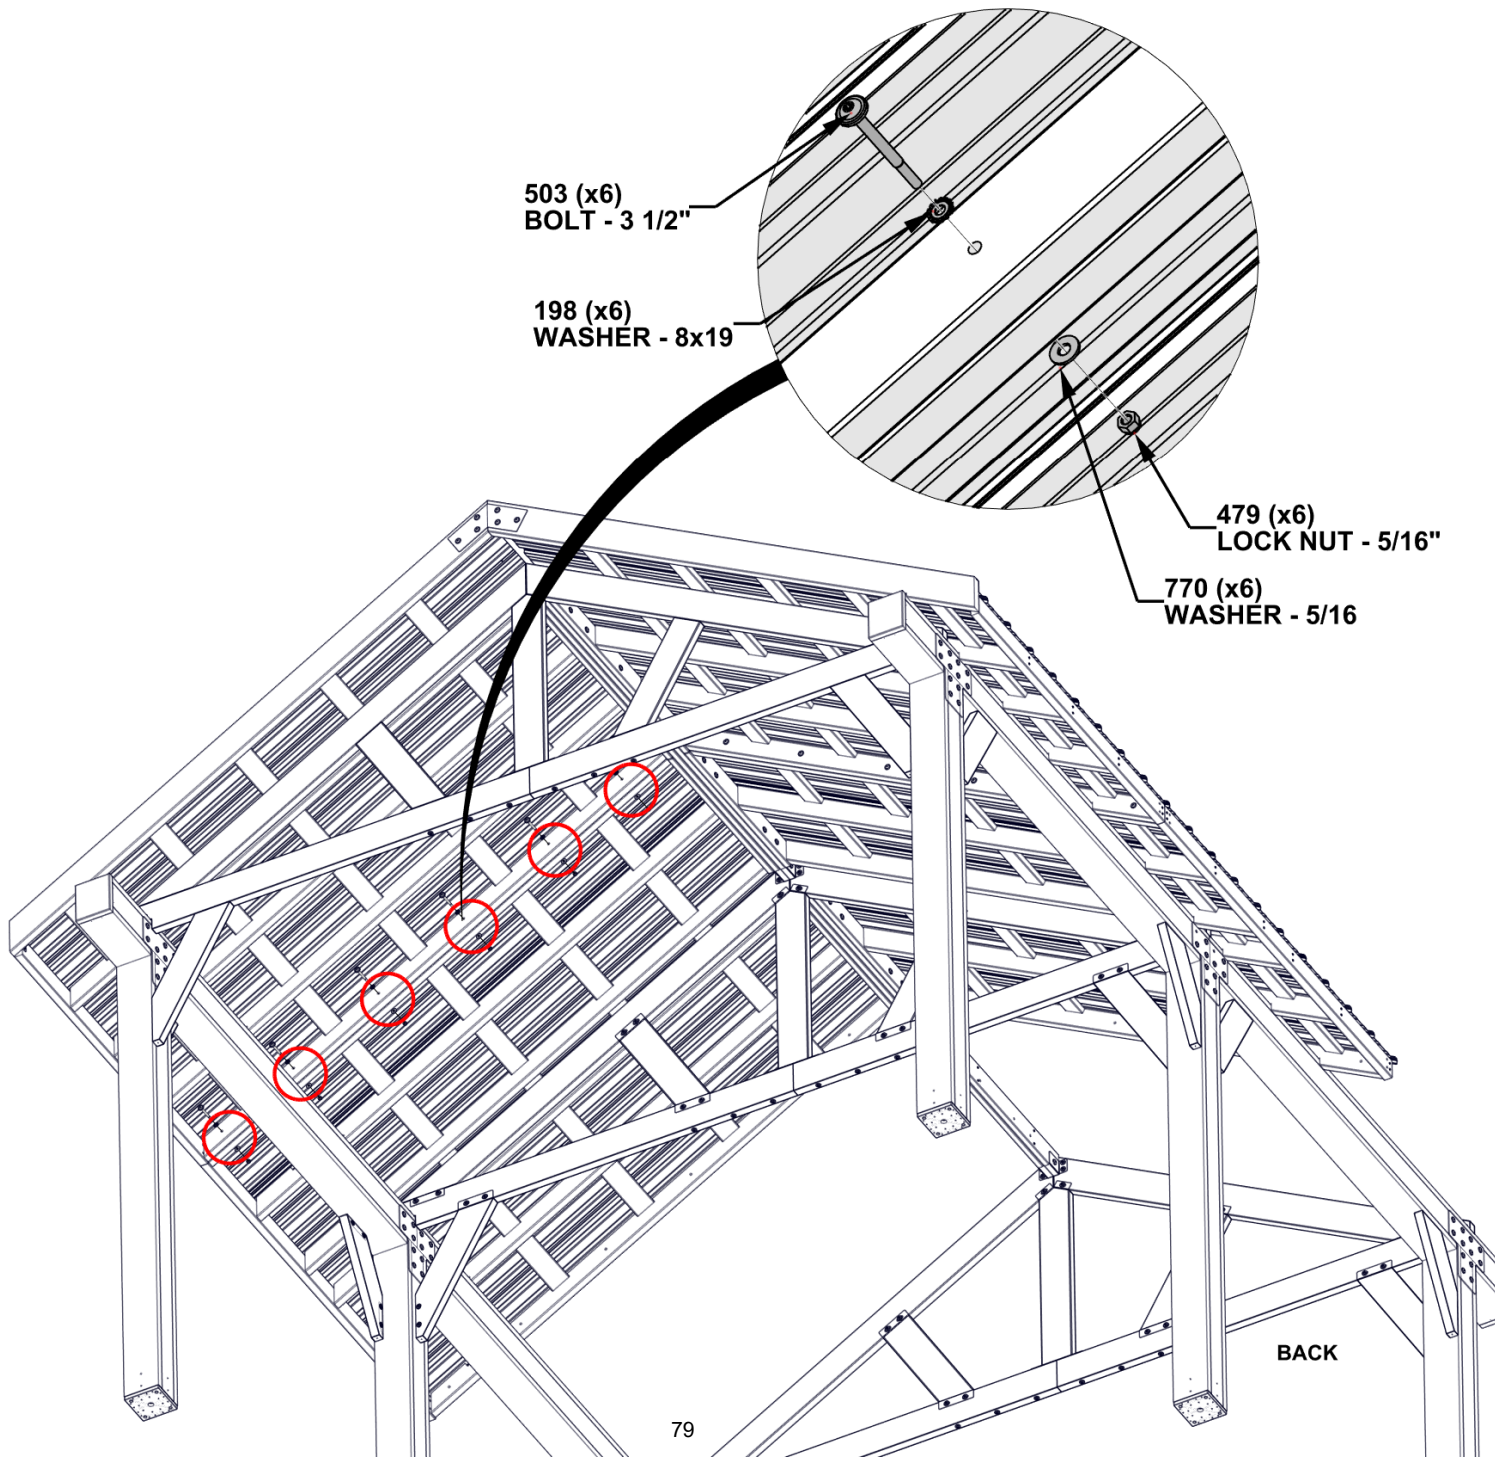 503 (x6)
BOLT - 3 1/2"
198 (x6)
WASHER - 8x19
479 (x6)
LOCK NUT - 5/16"
770 (x6)
WASHER - 5/16
BACK
79